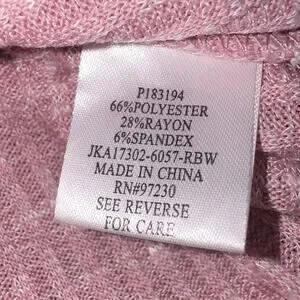 P183194
66%POLYESTER
28%RAYON
6%SPANDEX
JKA17302-6057-RBW
MADE IN CHINA
RN#97230
SEE REVERSE
FOR CARE